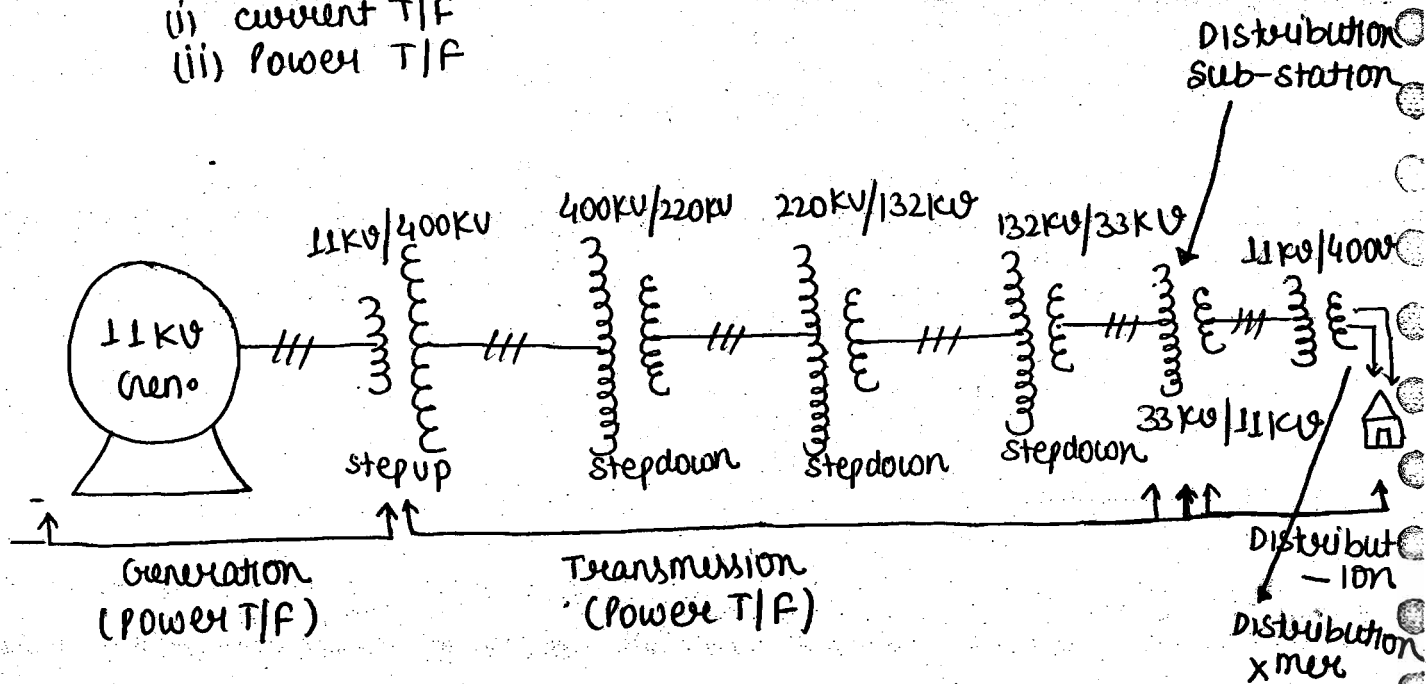 (i) current T/F
(ii) Power T/F
Distribution
Sub-station
11KV/400KV
400KV/220KV
220KV/132KV
132KV/33KV
11KV/400V
11KV
Gen.
33KV/11KV
stepup
stepdown
stepdown
stepdown
Generation
(Power T/F)
Transmission
(Power T/F)
Distribut
-ion
Distribution
xmer